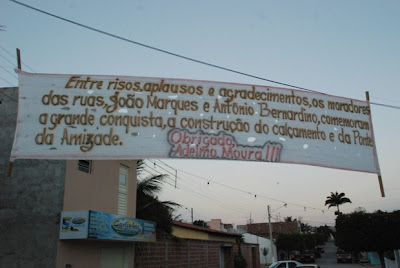 Entre risos, aplausos e agradecimentos, os moradores
das ruas, João Marques e Antônio Bernardino, comemoram
a grande conquista, a construção do calçamento e da Ponte
da Amizade.
Obrigado,
Adelmo Moura!!!